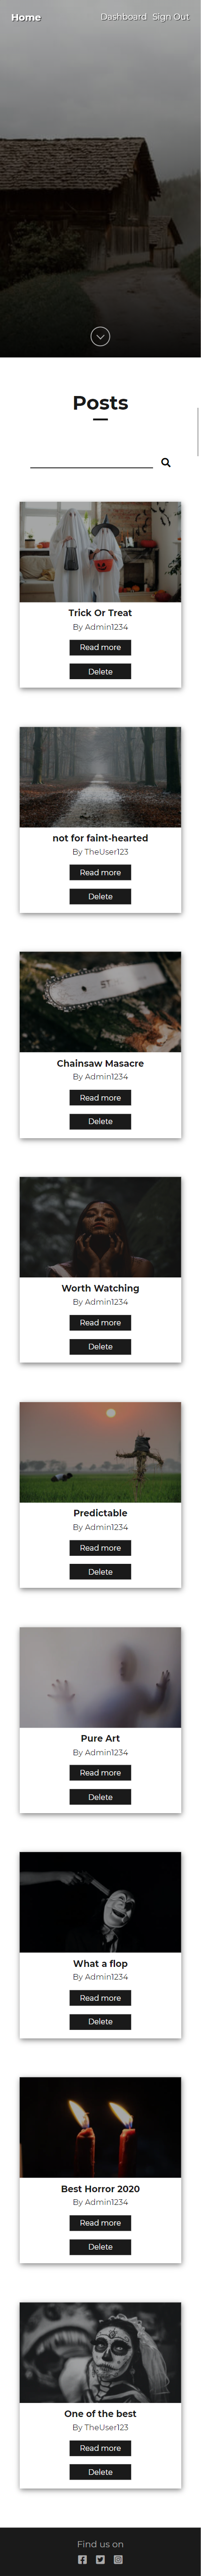 Home Dashboard Sign Out
Posts
Trick Or Treat
By Admin1234
Read more
Delete
not for faint-hearted
By TheUser123
Read more
Delete
ST
Chainsaw Masacre
By Admin1234
Read more
Delete
Worth Watching
By Admin1234
Read more
Delete
Predictable
By Admin1234
Read more
Delete
Pure Art
By Admin1234
Read more
Delete
What a flop
By Admin1234
Read more
Delete
Best Horror 2020
By Admin1234
Read more
Delete
One of the best
By TheUser123
Read more
Delete
Find us on